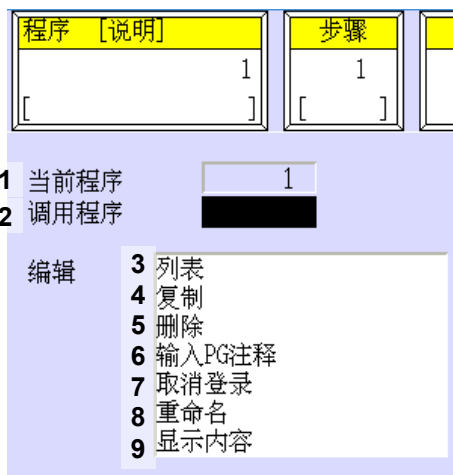 程序 [说明] 步骤
1 1
[ ] [ ]
1 当前程序 1
2 调用程序
编辑 3 列表
4 复制
5 删除
6 输入PG注释
7 取消登录
8 重命名
9 显示内容